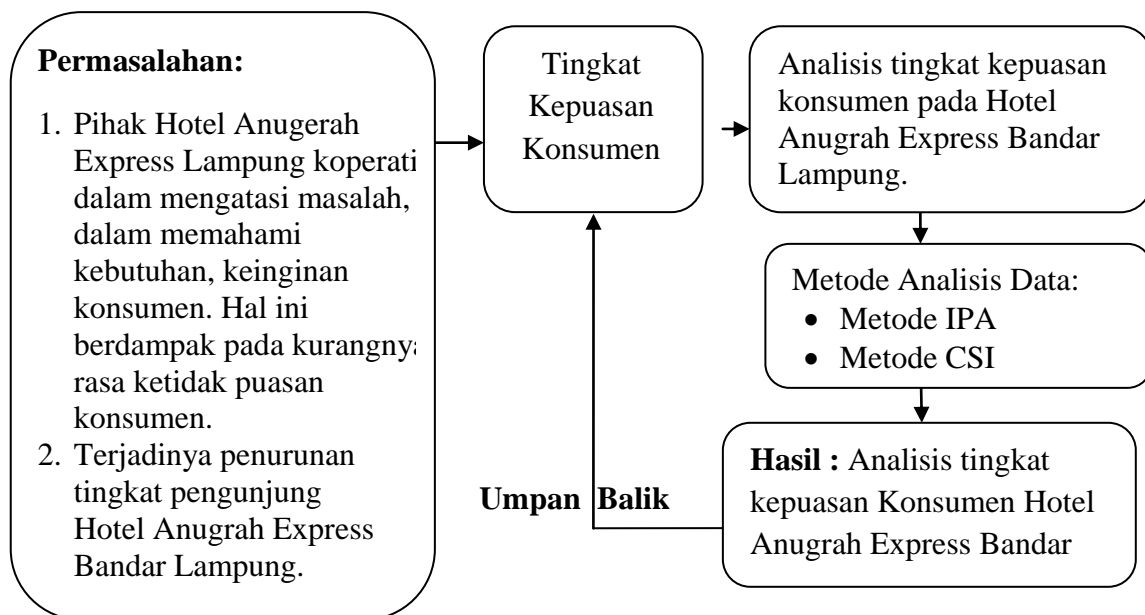 Permasalahan:
1. Pihak Hotel Anugerah
Express Lampung koperati
dalam mengatasi masalah,
dalam memahami
kebutuhan, keinginan
konsumen. Hal ini
berdampak pada kurangnya
rasa ketidak puasan
konsumen.
2. Terjadinya penurunan
tingkat pengunjung
Hotel Anugrah Express
Bandar Lampung.
Tingkat
Kepuasan
Konsumen
Analisis tingkat kepuasan
konsumen pada Hotel
Anugrah Express Bandar
Lampung.
Metode Analisis Data:
• Metode IPA
• Metode CSI
Hasil : Analisis tingkat
kepuasan Konsumen Hotel
Anugrah Express Bandar
Umpan Balik